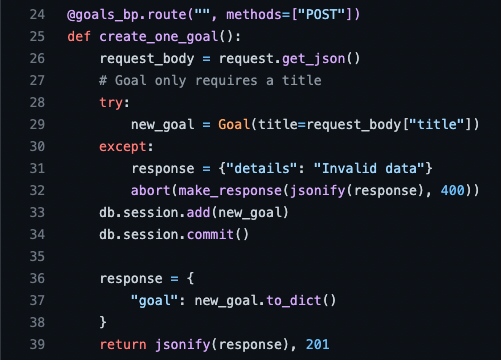 24 @goals_bp.route("", methods=["POST"])
25 def create_one_goal():
26     request_body = request.get_json()
27     # Goal only requires a title
28     try:
29         new_goal = Goal(title=request_body["title"])
30     except:
31         response = {"details": "Invalid data"}
32         abort(make_response(jsonify(response), 400))
33     db.session.add(new_goal)
34     db.session.commit()
35
36     response = {
37         "goal": new_goal.to_dict()
38     }
39     return jsonify(response), 201